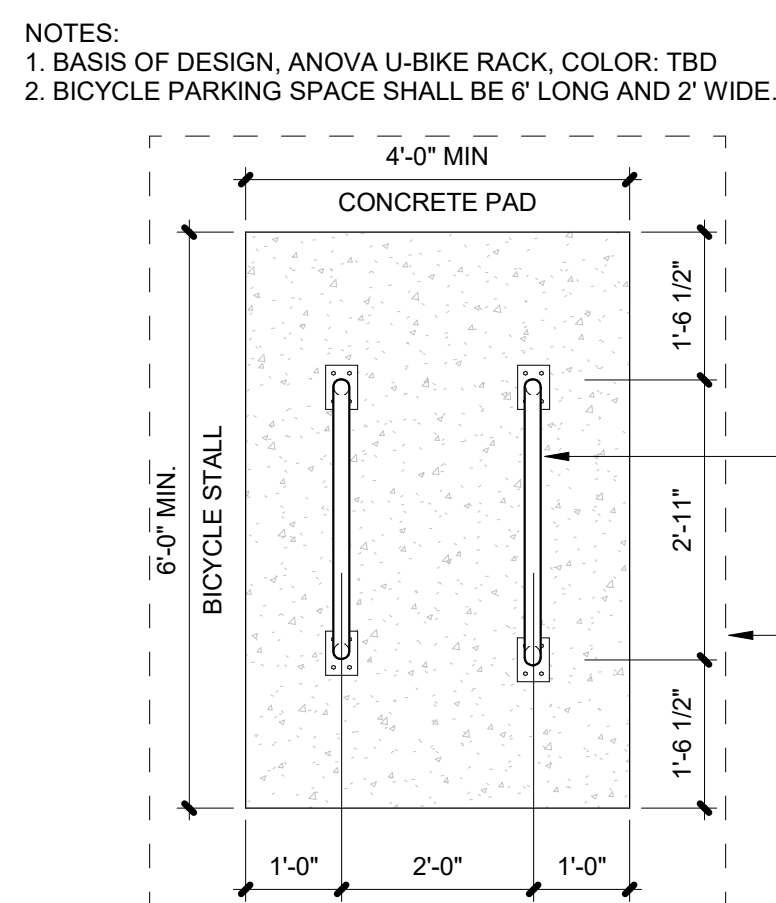 NOTES:
1. BASIS OF DESIGN, ANOVA U-BIKE RACK, COLOR: TBD
2. BICYCLE PARKING SPACE SHALL BE 6' LONG AND 2' WIDE.
4'-0" MIN
CONCRETE PAD
6'-0" MIN.
BICYCLE STALL
1'-6 1/2"
2'-11"
1'-6 1/2"
1'-0"
2'-0"
1'-0"